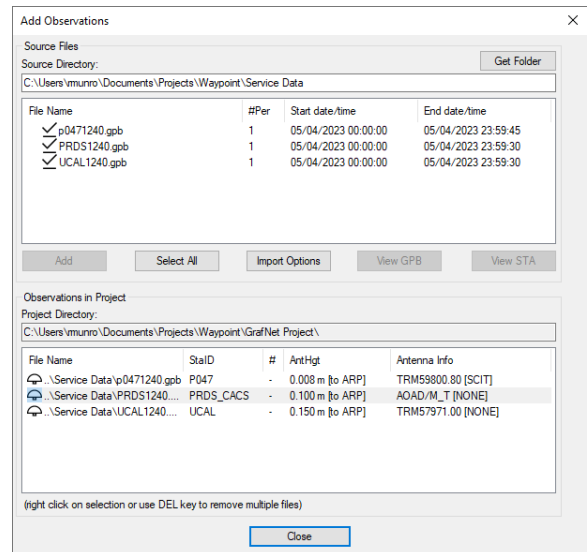 Add Observations
Source Files
Source Directory:
Get Folder
C:\Users\rmunro\Documents\Projects\Waypoint\Service Data
File Name #Per Start date/time End date/time
p0471240.gpb 1 05/04/2023 00:00:00 05/04/2023 23:59:45
PRDS1240.gpb 1 05/04/2023 00:00:00 05/04/2023 23:59:30
UCAL1240.gpb 1 05/04/2023 00:00:00 05/04/2023 23:59:30
Add Select All Import Options View GPB View STA
Observations in Project
Project Directory:
C:\Users\rmunro\Documents\Projects\Waypoint\GrafNet Project\
File Name StaID # AntHgt Antenna Info
..\Service Data\p0471240.gpb P047 - 0.008 m [to ARP] TRM59800.80 [SCIT]
..\Service Data\PRDS1240.... PRDS_CACS - 0.100 m [to ARP] AOAD/M_T [NONE]
..\Service Data\UCAL1240.... UCAL - 0.150 m [to ARP] TRM57971.00 [NONE]
(right click on selection or use DEL key to remove multiple files)
Close